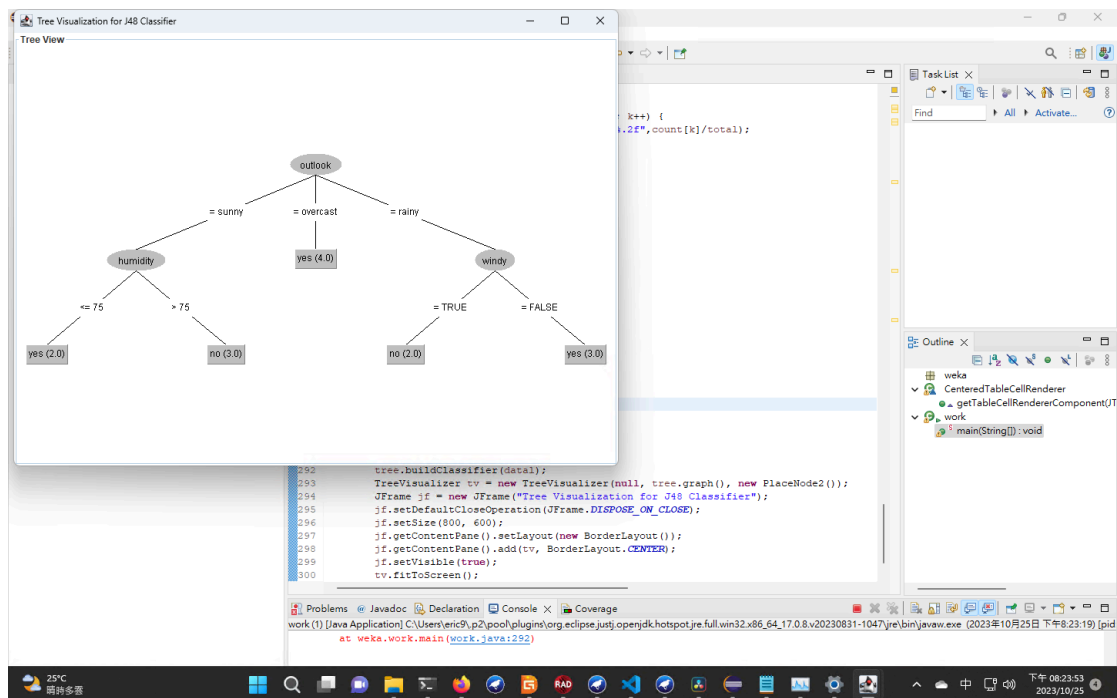 Tree Visualization for J48 Classifier
Tree View
outlook
= sunny
= overcast
= rainy
humidity
yes (4.0)
windy
<= 75
> 75
= TRUE
= FALSE
yes (2.0)
no (3.0)
no (2.0)
yes (3.0)
k++) {
.2f",count[k]/total);
292 tree.buildClassifier(data1);
293 TreeVisualizer tv = new TreeVisualizer(null, tree.graph(), new PlaceNode2());
294 JFrame jf = new JFrame("Tree Visualization for J48 Classifier");
295 jf.setDefaultCloseOperation(JFrame.DISPOSE_ON_CLOSE);
296 jf.setSize(800, 600);
297 jf.getContentPane().setLayout(new BorderLayout());
298 jf.getContentPane().add(tv, BorderLayout.CENTER);
299 jf.setVisible(true);
300 tv.fitToScreen();
Task List
Find
All
Activate...
Outline
weka
CenteredTableCellRenderer
getTableCellRendererComponent(JT
work
main(String[]) : void
Problems Javadoc Declaration Console Coverage
work (1) [Java Application] C:\Users\eric9\.p2\pool\plugins\org.eclipse.justj.openjdk.hotspot.jre.full.win32.x86_64_17.0.8.v20230831-1047\jre\bin\javaw.exe (2023年10月25日 下午8:23:19) [pid
at weka.work.main(work.java:292)
25°C
晴時多雲
RAD
中
下午 08:23:53
2023/10/25
4